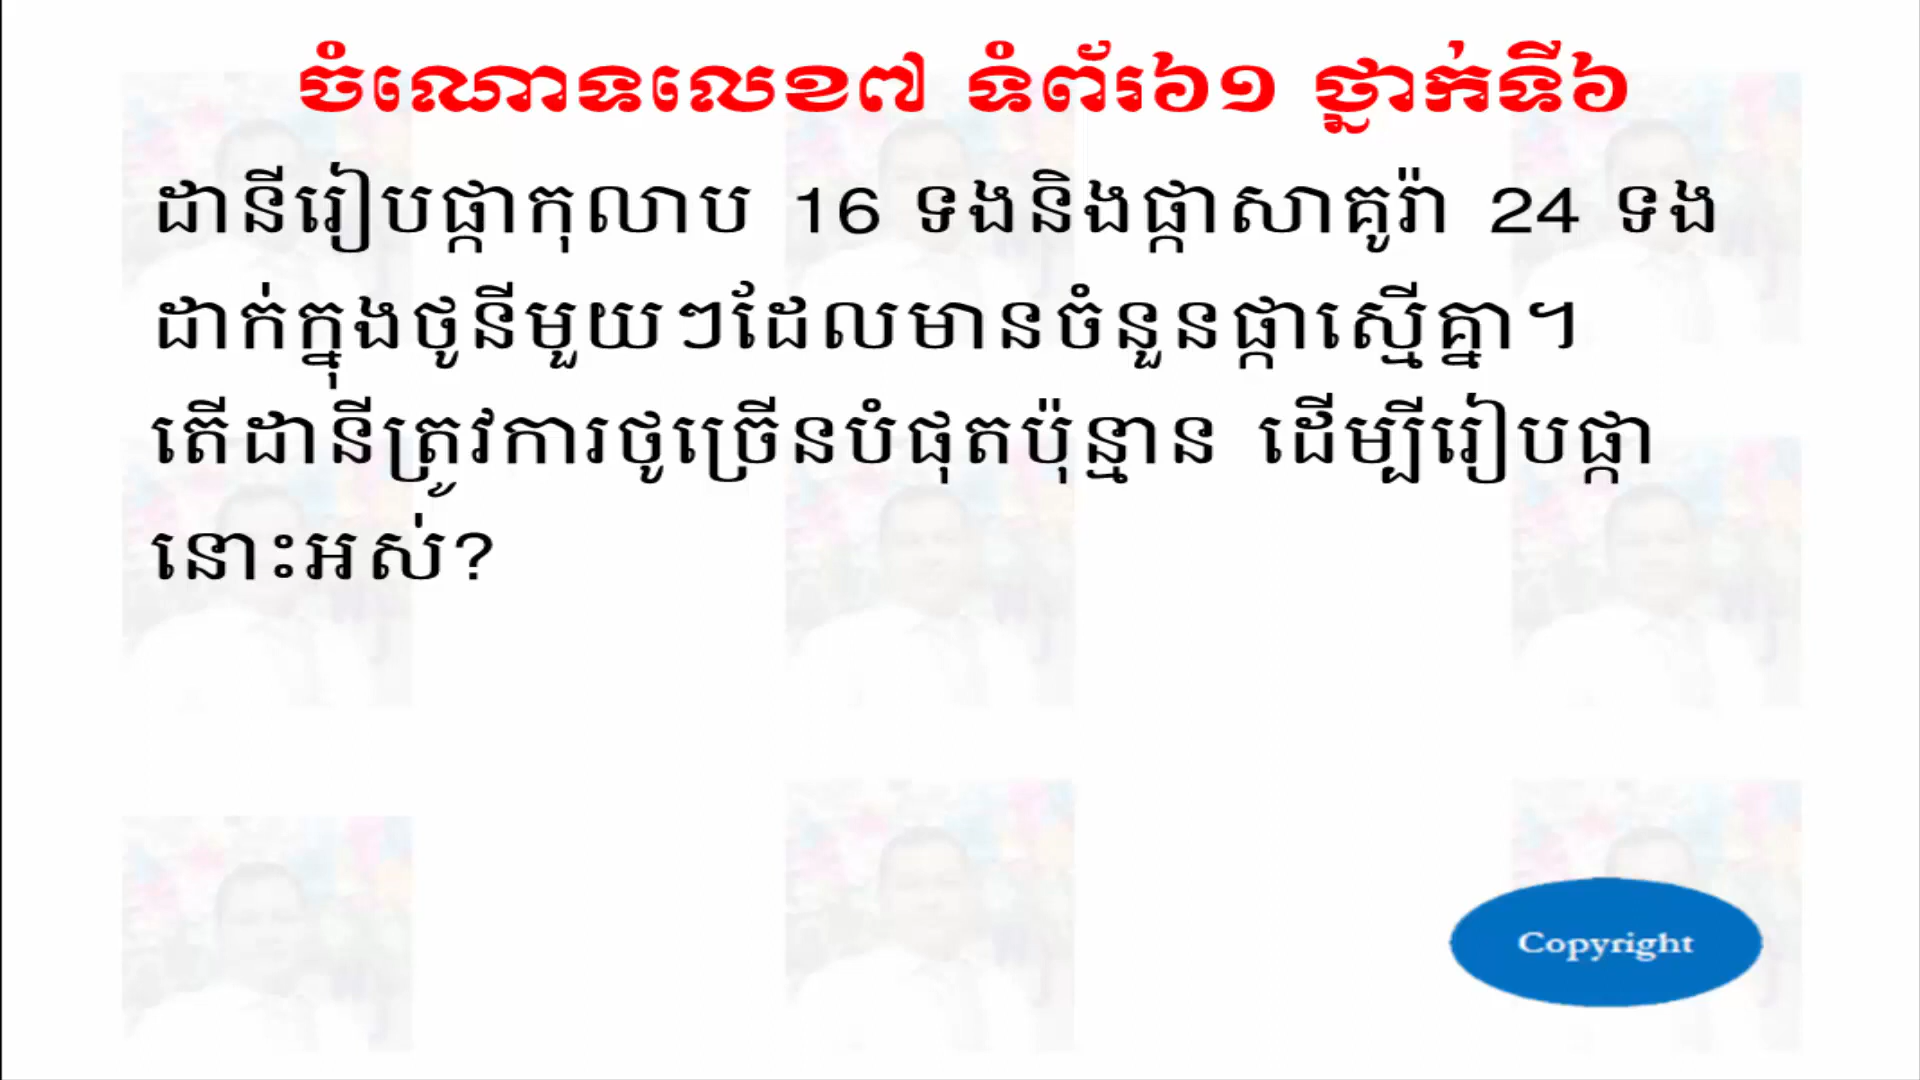 ចំណោទលេខ៧ ទំព័រ៦១ ថ្នាក់ទី៦
ដានីរៀបផ្កាកុលាប 16 ទងនិងផ្កាសាគូរ៉ា 24 ទង
ដាក់ក្នុងថូនីមួយៗដែលមានចំនួនផ្កាស្មើគ្នា។
តើដានីត្រូវការថូច្រើនបំផុតប៉ុន្មាន ដើម្បីរៀបផ្កា
នោះអស់?
Copyright